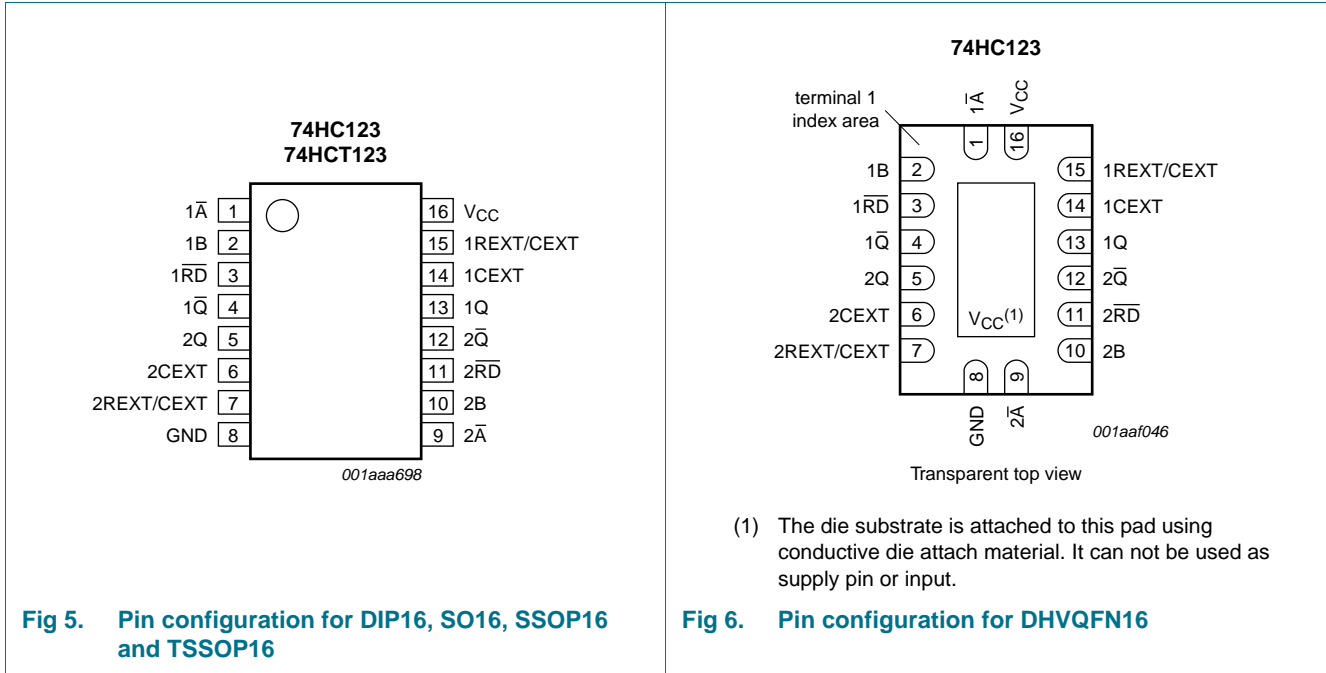 74HC123
74HCT123
1A̅ 1
1B 2
1R̅D̅ 3
1Q̅ 4
2Q 5
2CEXT 6
2REXT/CEXT 7
GND 8
16 VCC
15 1REXT/CEXT
14 1CEXT
13 1Q
12 2Q̅
11 2R̅D̅
10 2B
9 2A̅
001aaa698
Fig 5. Pin configuration for DIP16, SO16, SSOP16
and TSSOP16
74HC123
terminal 1
index area
1A̅ VCC
1 16
1B 2
1R̅D̅ 3
1Q̅ 4
2Q 5
2CEXT 6
2REXT/CEXT 7
15 1REXT/CEXT
14 1CEXT
13 1Q
12 2Q̅
11 2R̅D̅
10 2B
VCC(1)
8 9
GND 2A̅
001aaf046
Transparent top view
(1) The die substrate is attached to this pad using
conductive die attach material. It can not be used as
supply pin or input.
Fig 6. Pin configuration for DHVQFN16